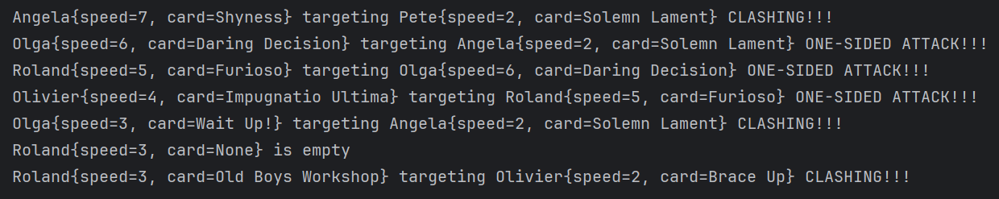 Angela{speed=7, card=Shyness} targeting Pete{speed=2, card=Solemn Lament} CLASHING!!!
Olga{speed=6, card=Daring Decision} targeting Angela{speed=2, card=Solemn Lament} ONE-SIDED ATTACK!!!
Roland{speed=5, card=Furioso} targeting Olga{speed=6, card=Daring Decision} ONE-SIDED ATTACK!!!
Olivier{speed=4, card=Impugnatio Ultima} targeting Roland{speed=5, card=Furioso} ONE-SIDED ATTACK!!!
Olga{speed=3, card=Wait Up!} targeting Angela{speed=2, card=Solemn Lament} CLASHING!!!
Roland{speed=3, card=None} is empty
Roland{speed=3, card=Old Boys Workshop} targeting Olivier{speed=2, card=Brace Up} CLASHING!!!